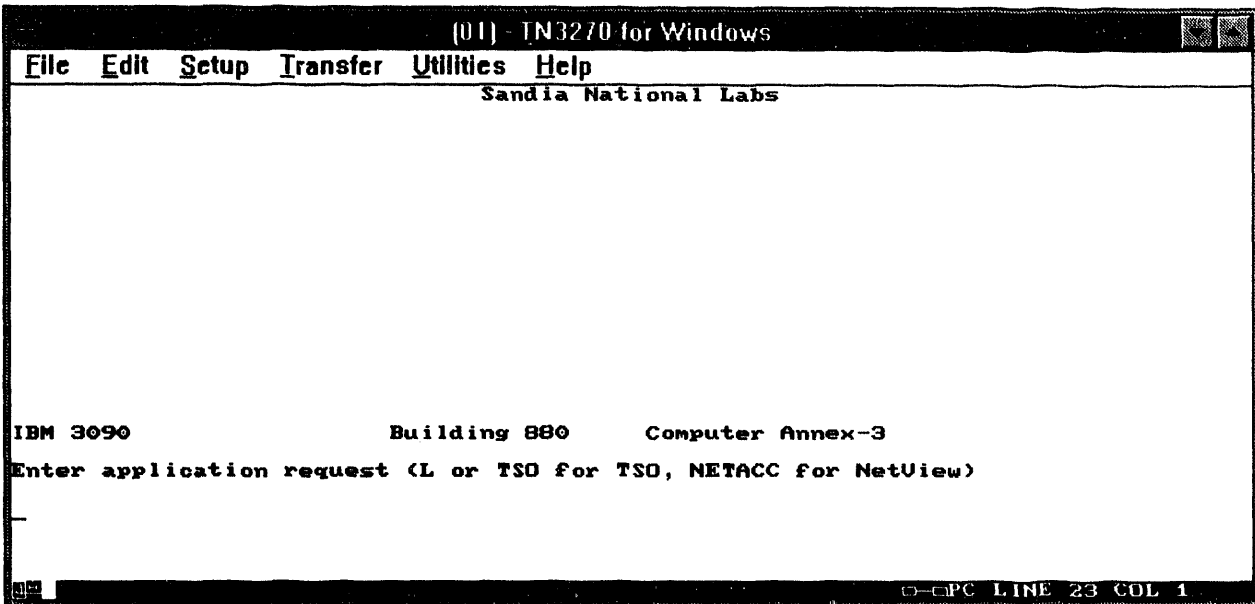 (01) - TN3270 for Windows
File Edit Setup Transfer Utilities Help
Sandia National Labs
IBM 3090 Building 880 Computer Annex-3
Enter application request (L or TSO for TSO, NETACC for NetView)
PC LINE 23 COL 1